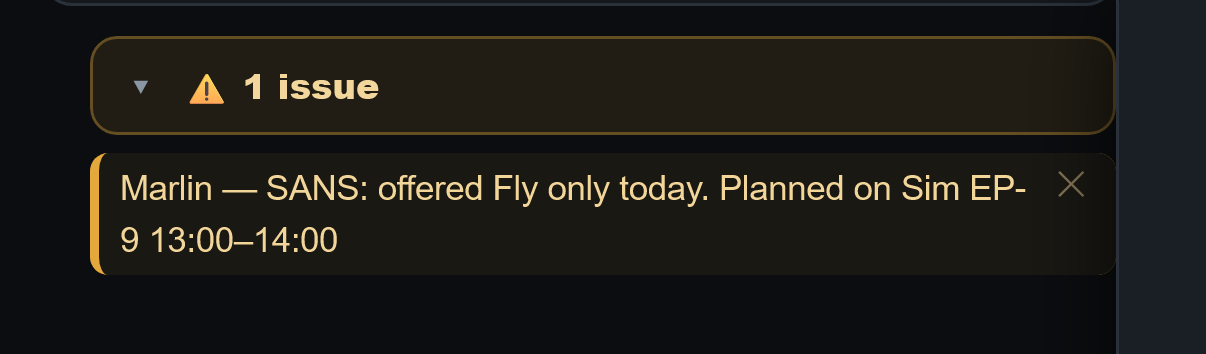 1 issue
Marlin — SANS: offered Fly only today. Planned on Sim EP-
9 13:00–14:00